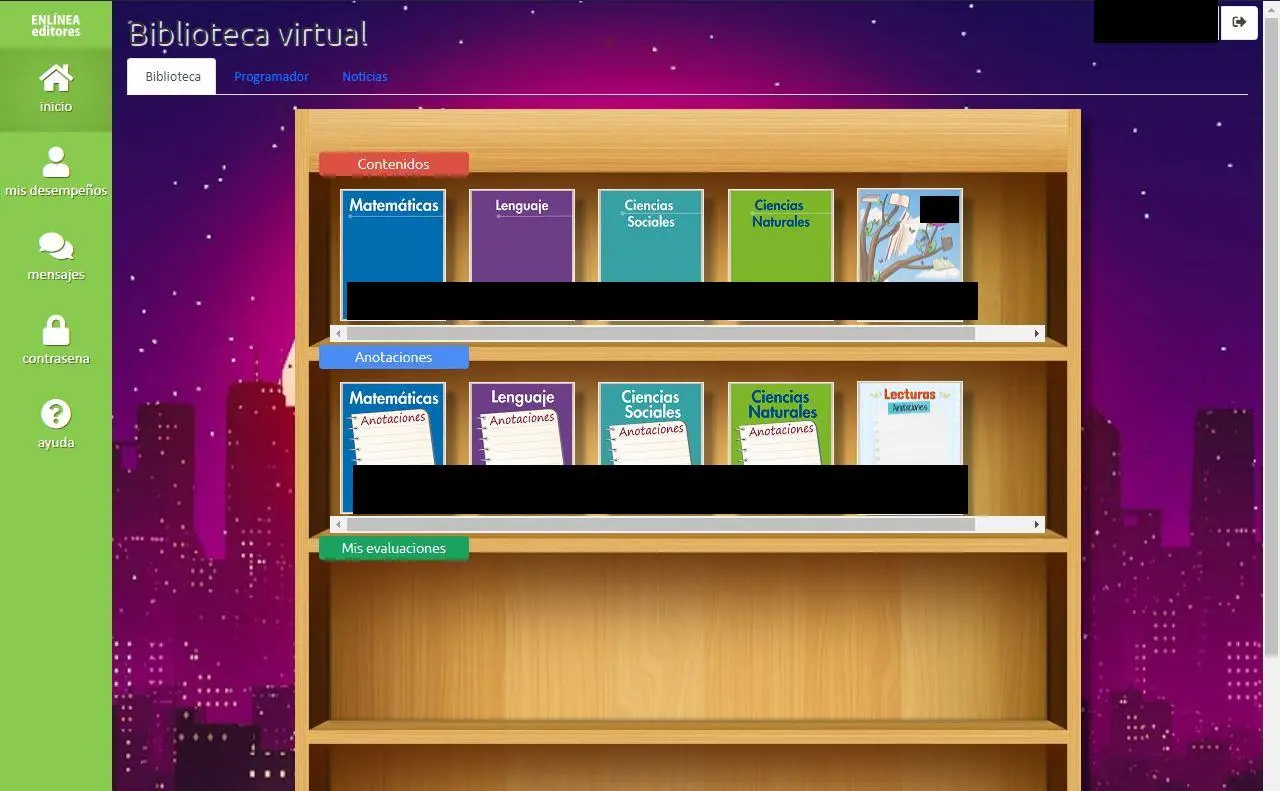 ENLÍNEA
editores
inicio
mis desempeños
mensajes
contrasena
ayuda
Biblioteca virtual
Biblioteca Programador Noticias
Contenidos
Matemáticas
Lenguaje
Ciencias
Sociales
Ciencias
Naturales
Anotaciones
Matemáticas
Anotaciones
Lenguaje
Anotaciones
Ciencias
Sociales
Anotaciones
Ciencias
Naturales
Anotaciones
Lecturas
Anotaciones
Mis evaluaciones